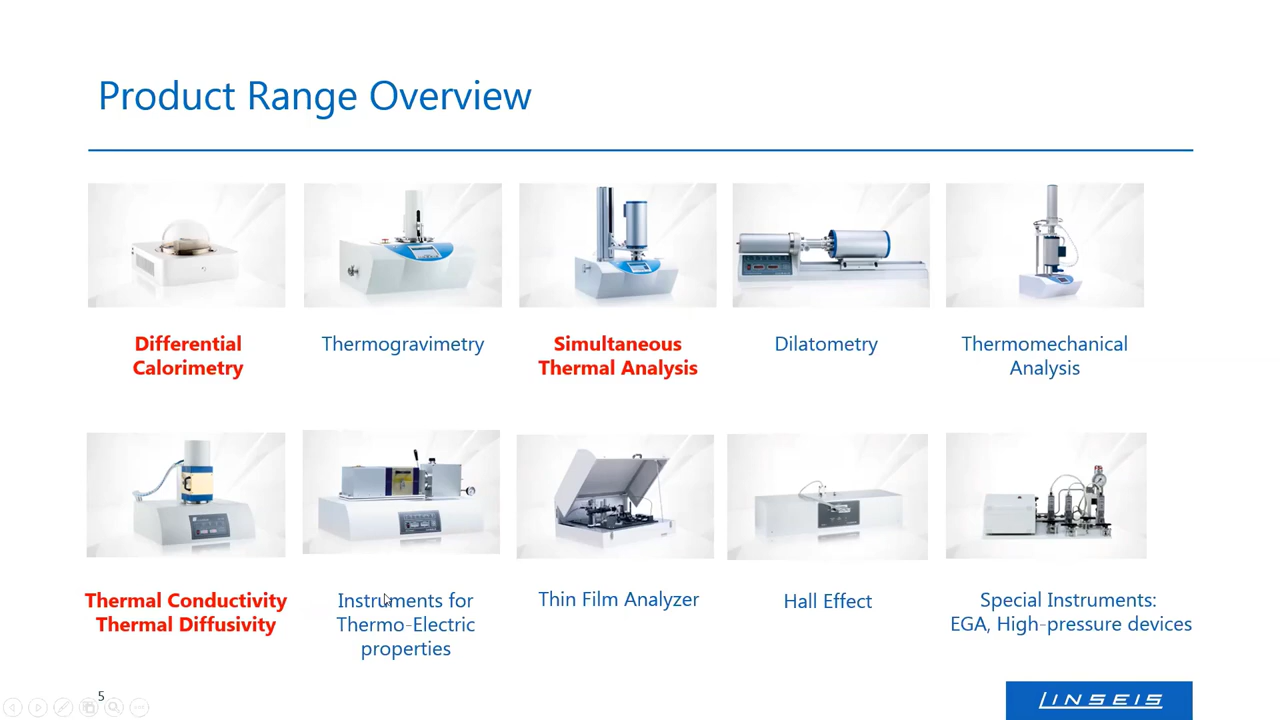 Product Range Overview
Differential
Calorimetry
Thermogravimetry
Simultaneous
Thermal Analysis
Dilatometry
Thermomechanical
Analysis
Thermal Conductivity
Thermal Diffusivity
Instruments for
Thermo-Electric
properties
Thin Film Analyzer
Hall Effect
Special Instruments:
EGA, High-pressure devices
5
LINSEIS